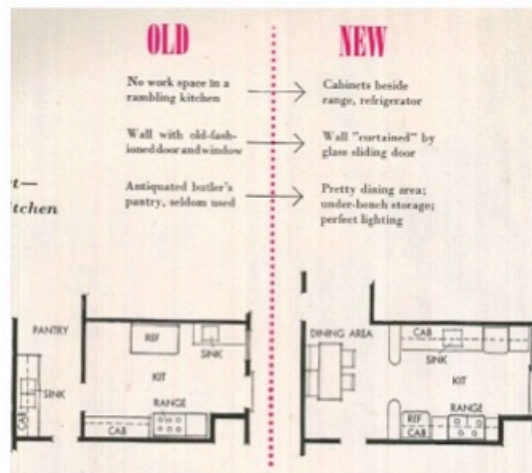 OLD
NEW
No work space in a
rambling kitchen
Cabinets beside
range, refrigerator
Wall with old-fash-
ioned door and window
Wall "curtained" by
glass sliding door
Antiquated butler's
pantry, seldom used
Pretty dining area;
under-bench storage;
perfect lighting
t—
tchen
PANTRY
REF
SINK
KIT
SINK
RANGE
CAB
CAB
DINING AREA
CAB
SINK
KIT
REF
CAB
RANGE